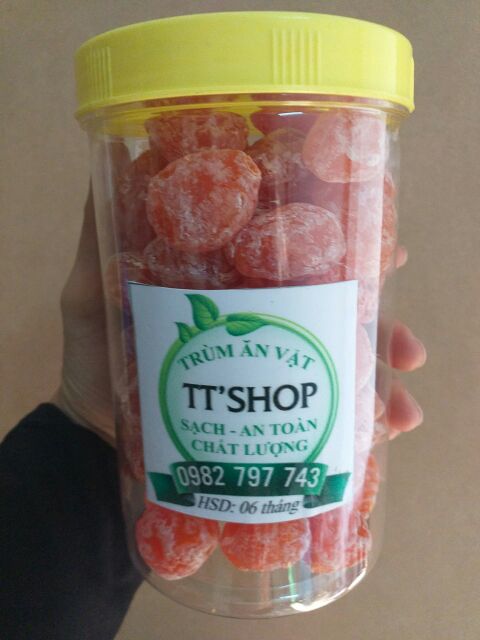 TRÙM ĂN VẶT
TT'SHOP
SẠCH - AN TOÀN
CHẤT LƯỢNG
0982 797 743
HSD: 06 tháng